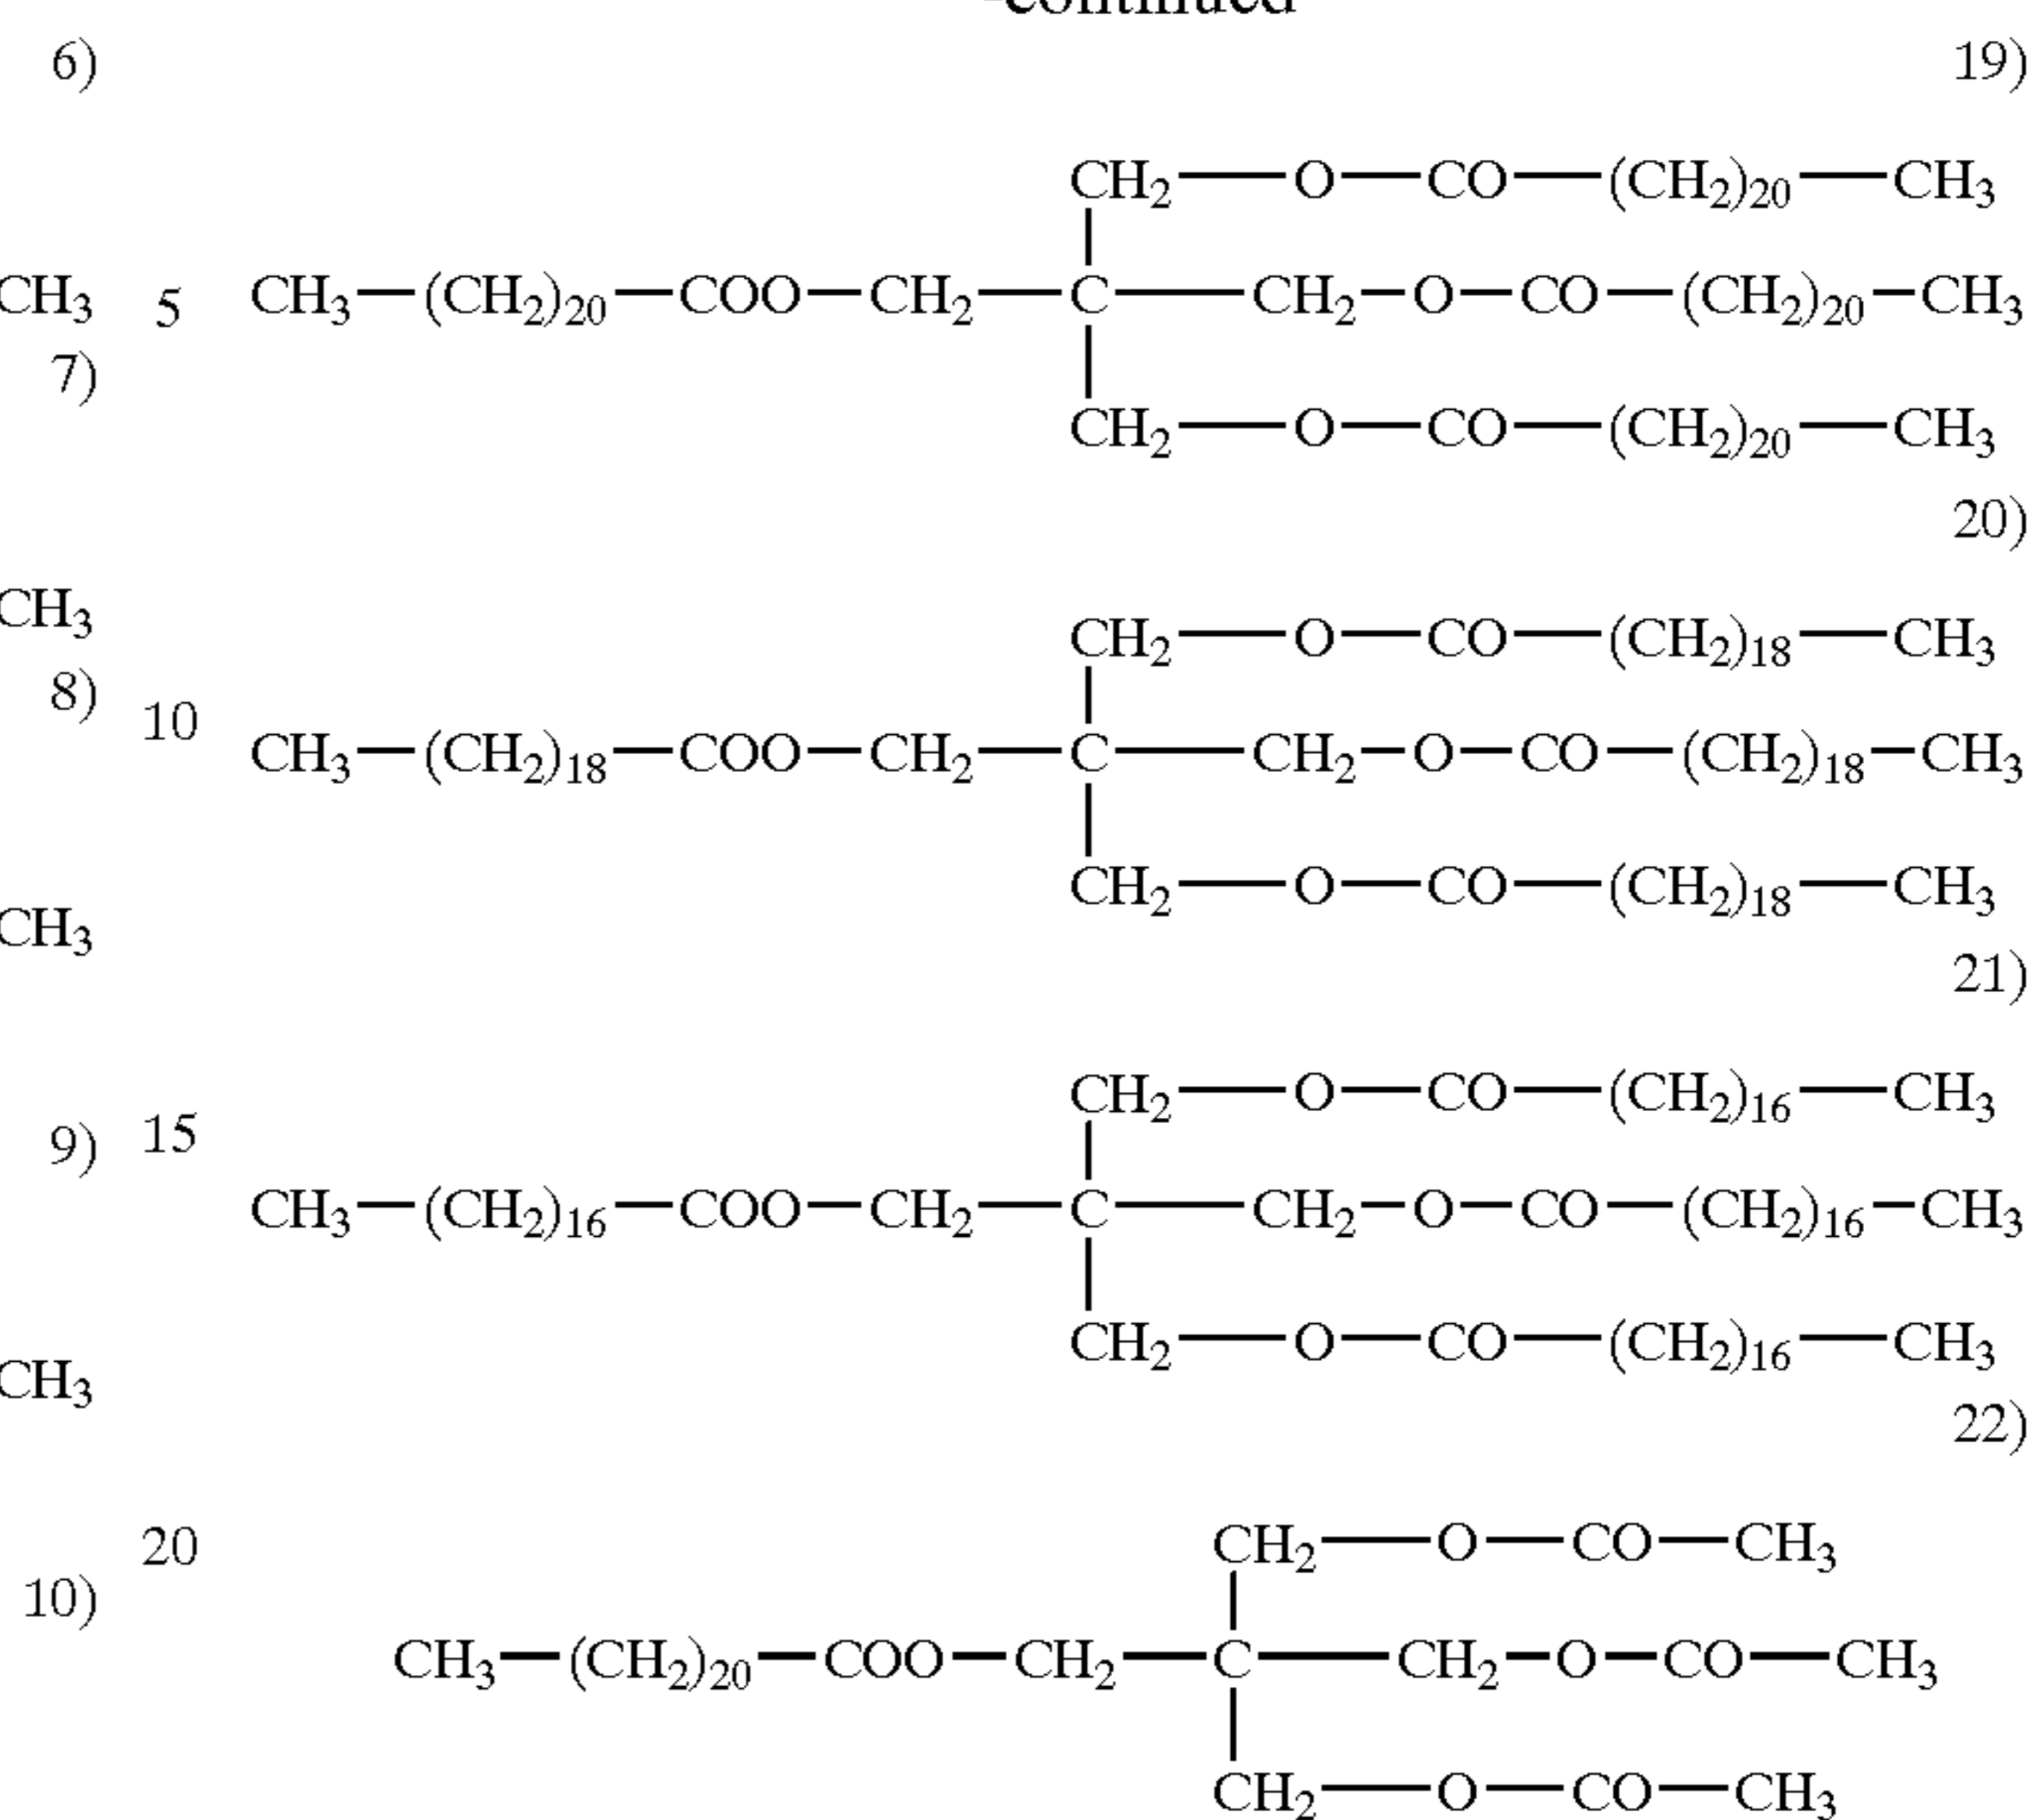 -continued
6) 19)
CH2—O—CO—(CH2)20—CH3
CH3 5 CH3—(CH2)20—COO—CH2—C—CH2—O—CO—(CH2)20—CH3
7)
CH2—O—CO—(CH2)20—CH3
20)
CH3
CH2—O—CO—(CH2)18—CH3
8) 10
CH3—(CH2)18—COO—CH2—C—CH2—O—CO—(CH2)18—CH3
CH2—O—CO—(CH2)18—CH3
CH3
21)
CH2—O—CO—(CH2)16—CH3
9) 15
CH3—(CH2)16—COO—CH2—C—CH2—O—CO—(CH2)16—CH3
CH2—O—CO—(CH2)16—CH3
CH3
22)
20
CH2—O—CO—CH3
10)
CH3—(CH2)20—COO—CH2—C—CH2—O—CO—CH3
CH2—O—CO—CH3